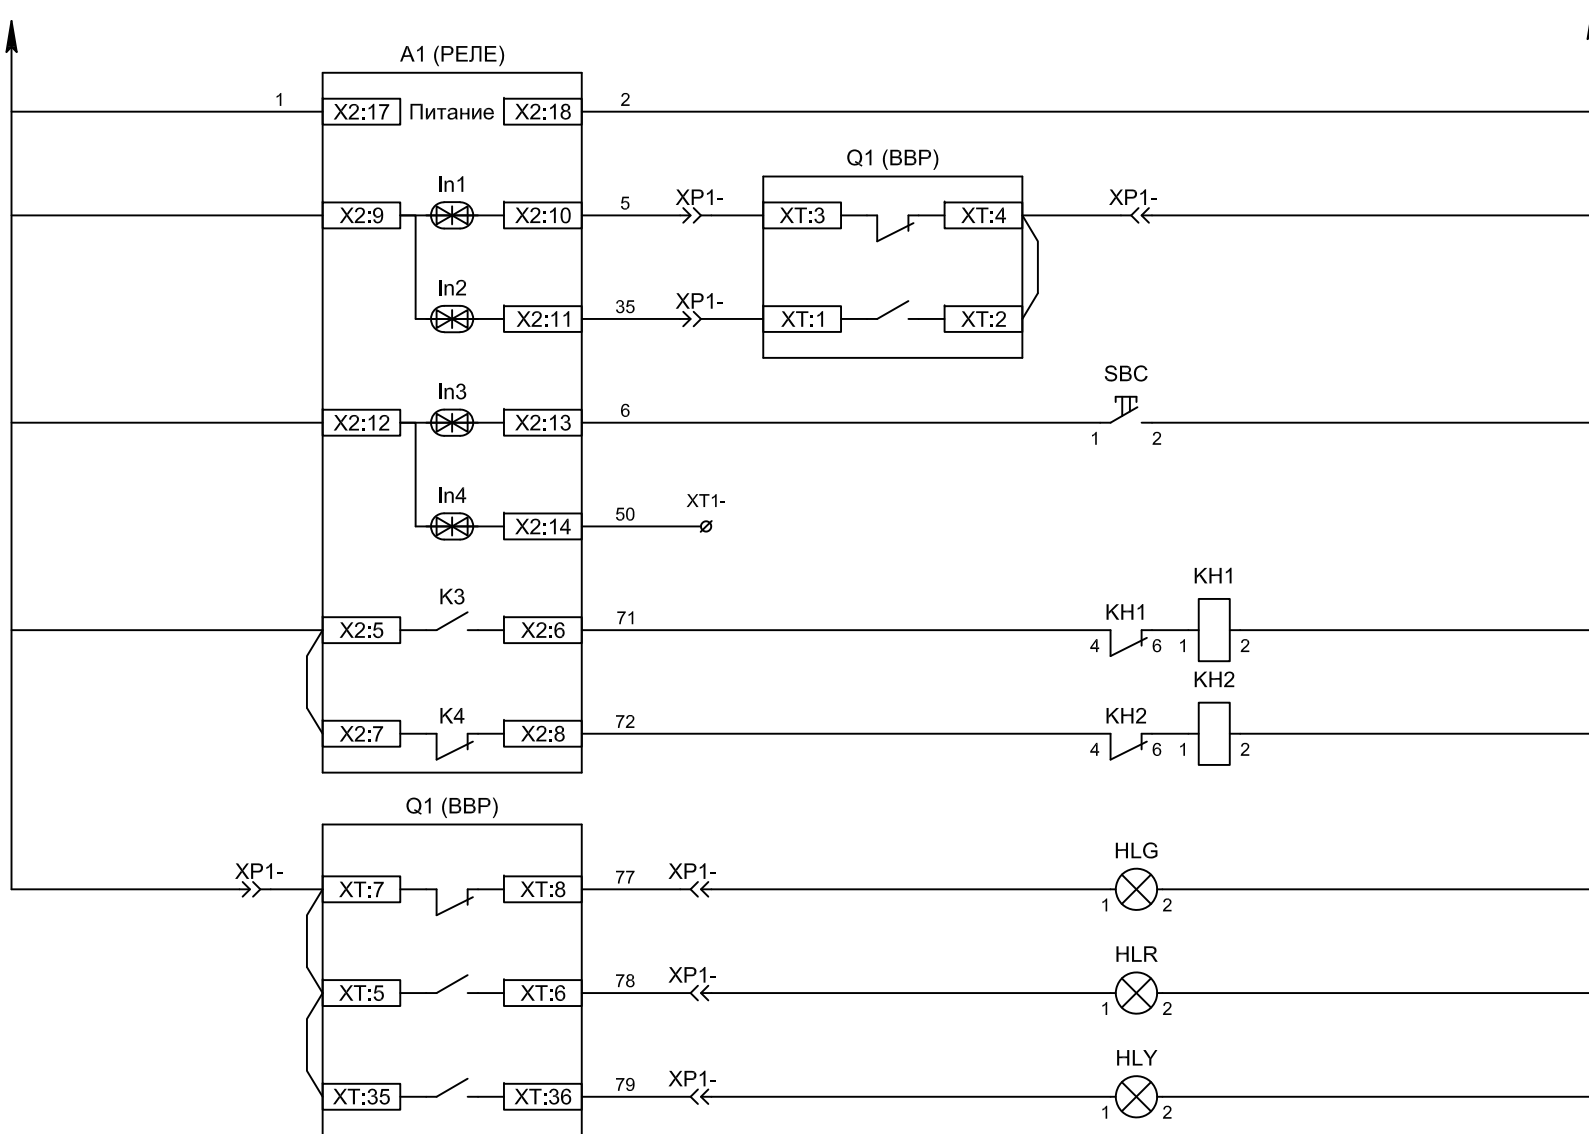 А1 (РЕЛЕ)
1 X2:17 Питание X2:18 2
Q1 (ВВР)
In1
X2:9 X2:10 5 XP1- XT:3 XT:4 XP1-
In2
X2:11 35 XP1- XT:1 XT:2
SBC
In3
X2:12 X2:13 6
1 2
In4
XT1-
X2:14 50
KH1
K3 KH1
X2:5 X2:6 71
4 6 1 2
KH2
K4 KH2
X2:7 X2:8 72
4 6 1 2
Q1 (ВВР)
HLG
XP1- XT:7 XT:8 77 XP1-
1 2
HLR
XT:5 XT:6 78 XP1-
1 2
HLY
XT:35 XT:36 79 XP1-
1 2